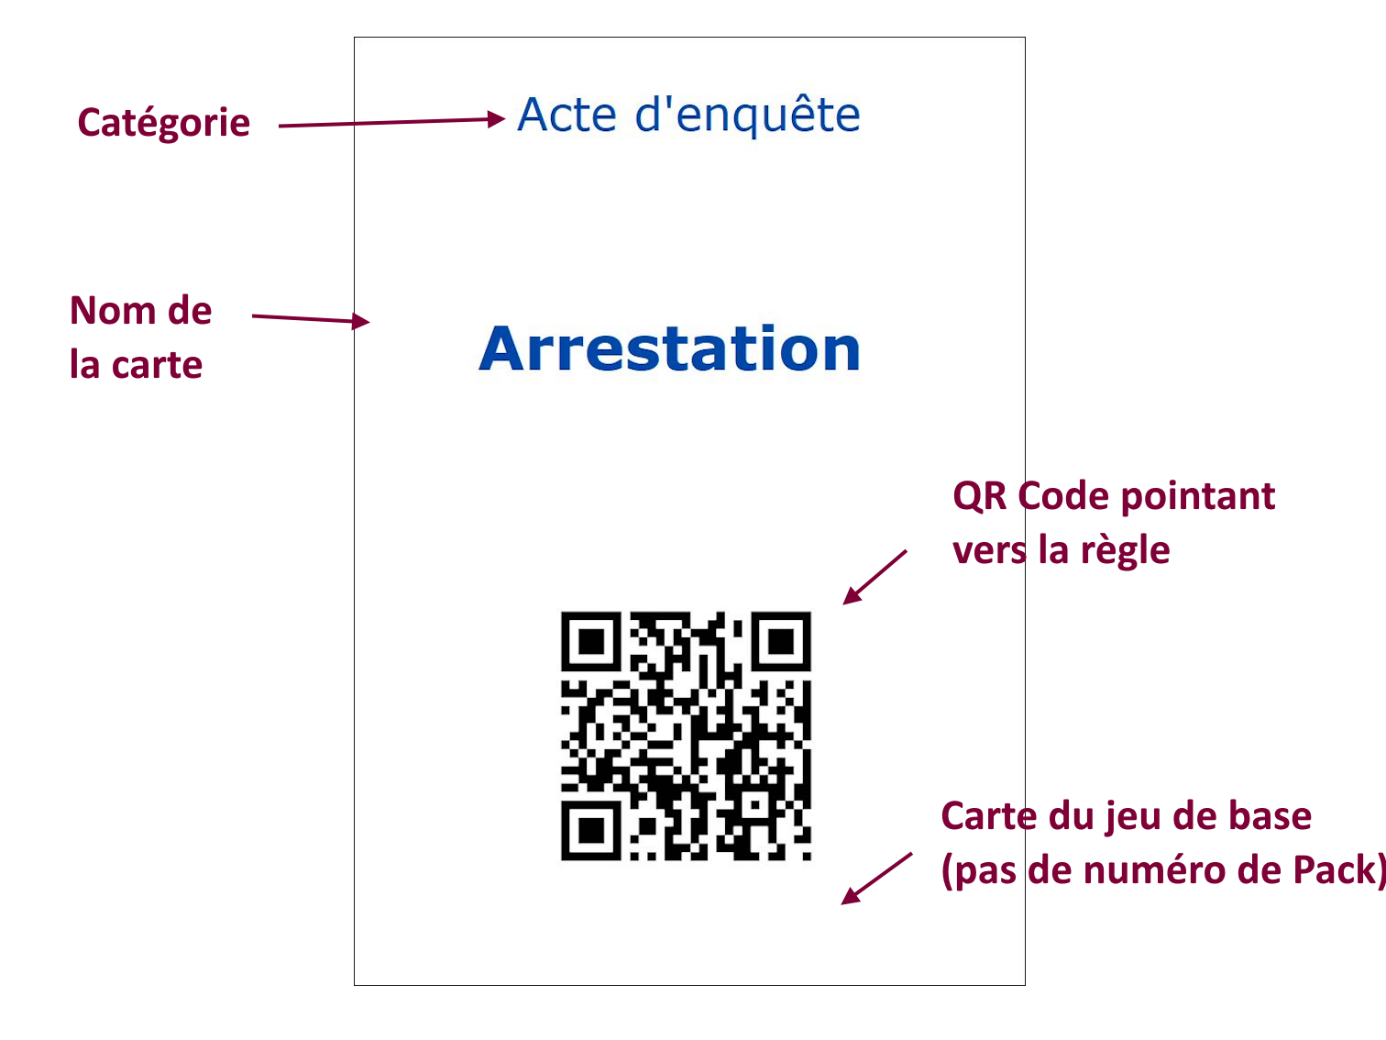 Catégorie
Acte d'enquête
Nom de
la carte
Arrestation
QR Code pointant
vers la règle
Carte du jeu de base
(pas de numéro de Pack)